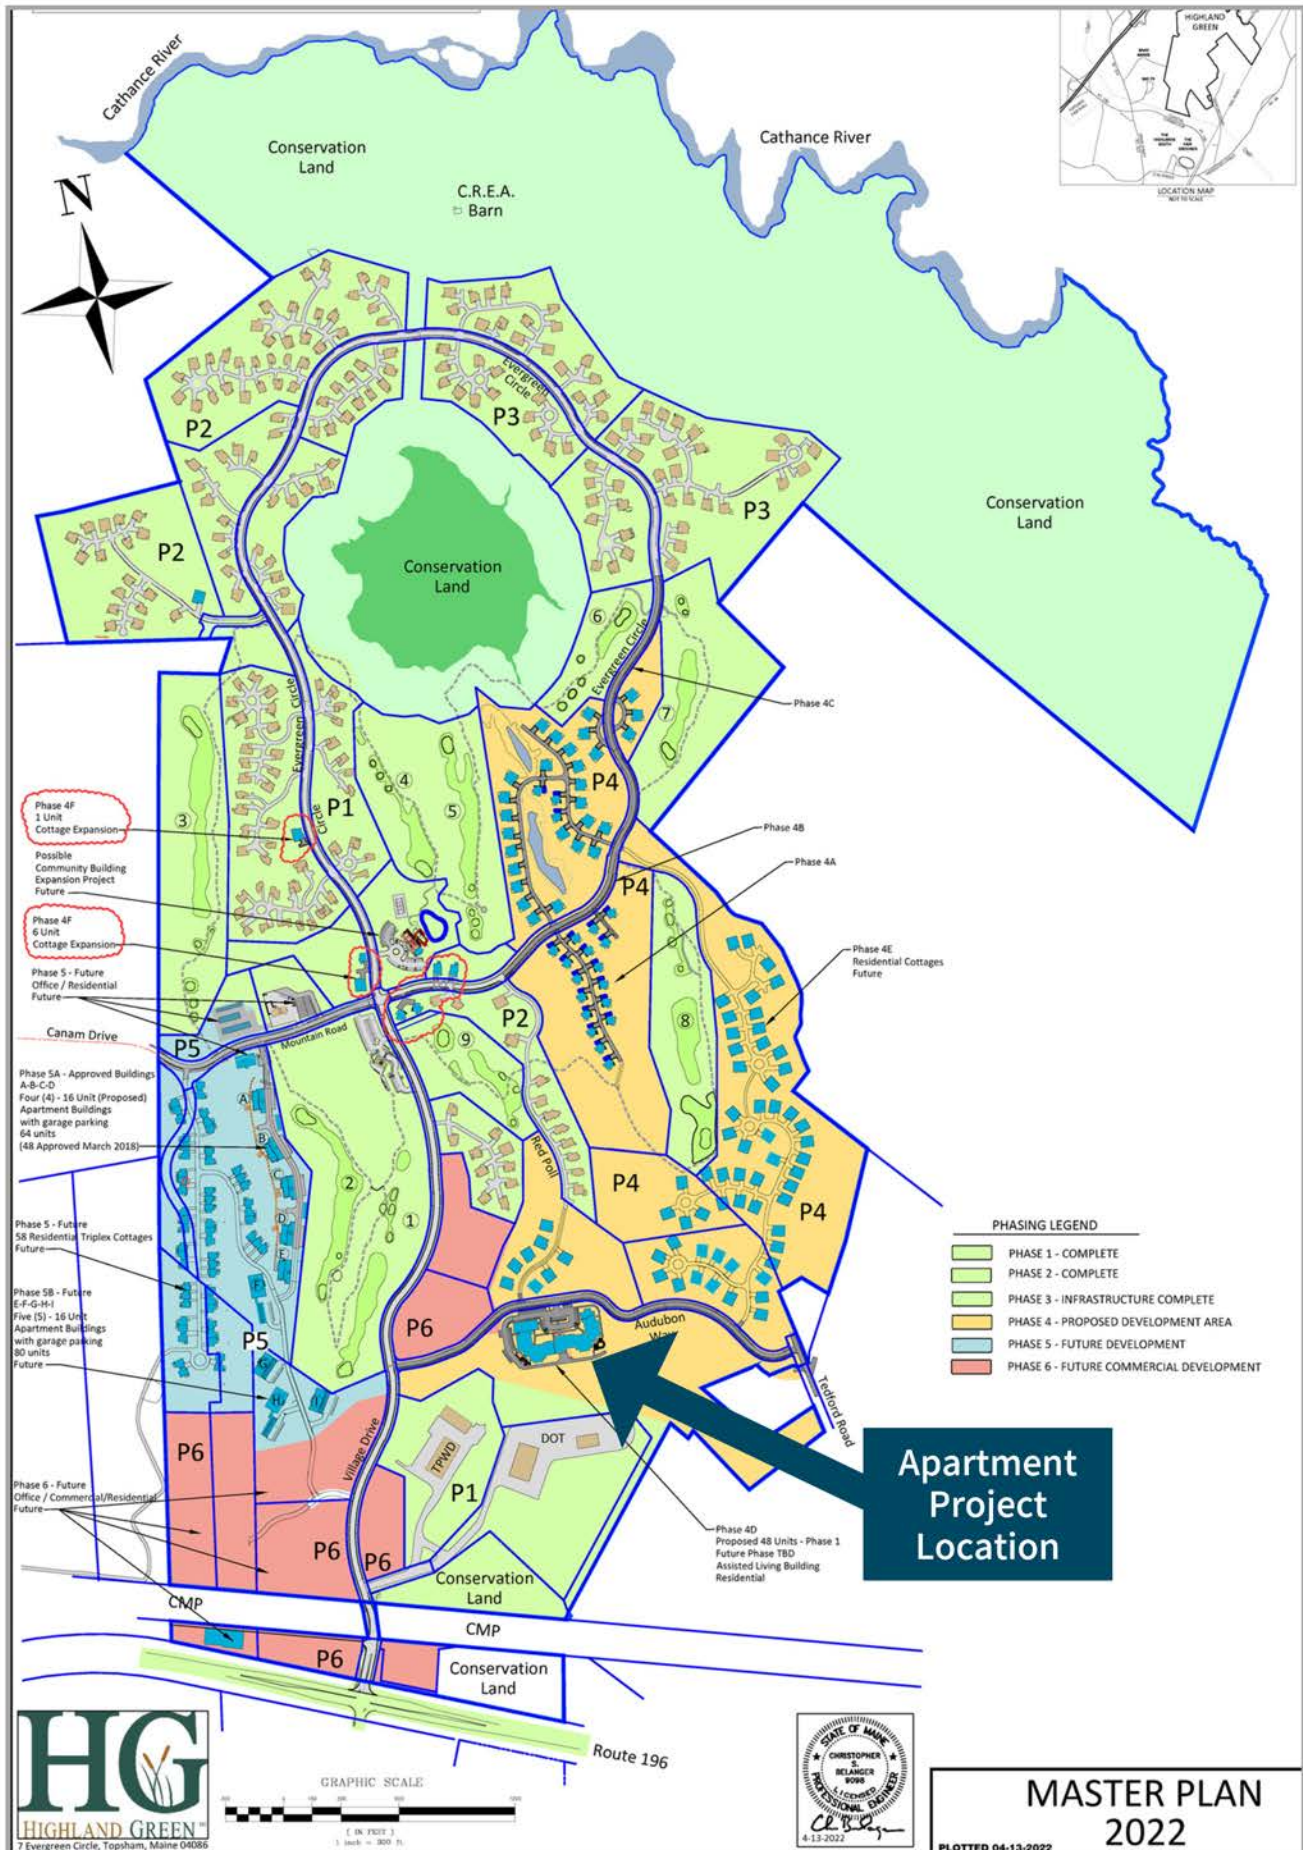 Cathance River
Cathance River
Conservation
Land
C.R.E.A.
Barn
N
HIGHLAND
GREEN
LOCATION MAP
NOT TO SCALE
Evergreen
Circle
P2
P3
P3
P2
Conservation
Land
Conservation
Land
6
Evergreen Circle
7
Phase 4C
Evergreen Circle
4
5
P4
3
P1
Circle
Phase 4F
1 Unit
Cottage Expansion
Possible
Community Building
Expansion Project
Future
Phase 4F
6 Unit
Cottage Expansion
Phase 5 - Future
Office / Residential
Future
Phase 4B
Phase 4A
P4
Phase 4E
Residential Cottages
Future
Canam Drive
Mountain Road
P5
P2
9
8
Phase 5A - Approved Buildings
A-B-C-D
Four (4) - 16 Unit (Proposed)
Apartment Buildings
with garage parking
64 units
(48 Approved March 2018)
A
B
C
D
E
F
G
H
I
2
1
Red Poll
P4
P4
Phase 5 - Future
58 Residential Triplex Cottages
Future
Phase 5B - Future
E-F-G-H-I
Five (5) - 16 Unit
Apartment Buildings
with garage parking
80 units
Future
P5
P6
Audubon
Way
Tedford Road
PHASING LEGEND
PHASE 1 - COMPLETE
PHASE 2 - COMPLETE
PHASE 3 - INFRASTRUCTURE COMPLETE
PHASE 4 - PROPOSED DEVELOPMENT AREA
PHASE 5 - FUTURE DEVELOPMENT
PHASE 6 - FUTURE COMMERCIAL DEVELOPMENT
Village Drive
TPWD
DOT
P1
P6
Phase 6 - Future
Office / Commercial/Residential
Future
P6
P6
Phase 4D
Proposed 48 Units - Phase 1
Future Phase TBD
Assisted Living Building
Residential
Apartment
Project
Location
Conservation
Land
CMP
CMP
P6
Conservation
Land
Route 196
HG
HIGHLAND GREEN
7 Evergreen Circle, Topsham, Maine 04086
GRAPHIC SCALE
( IN FEET )
1 inch = 300 ft.
STATE OF MAINE
CHRISTOPHER
S.
BELANGER
9098
LICENSED
PROFESSIONAL ENGINEER
4-13-2022
MASTER PLAN
2022
PLOTTED 04-13-2022